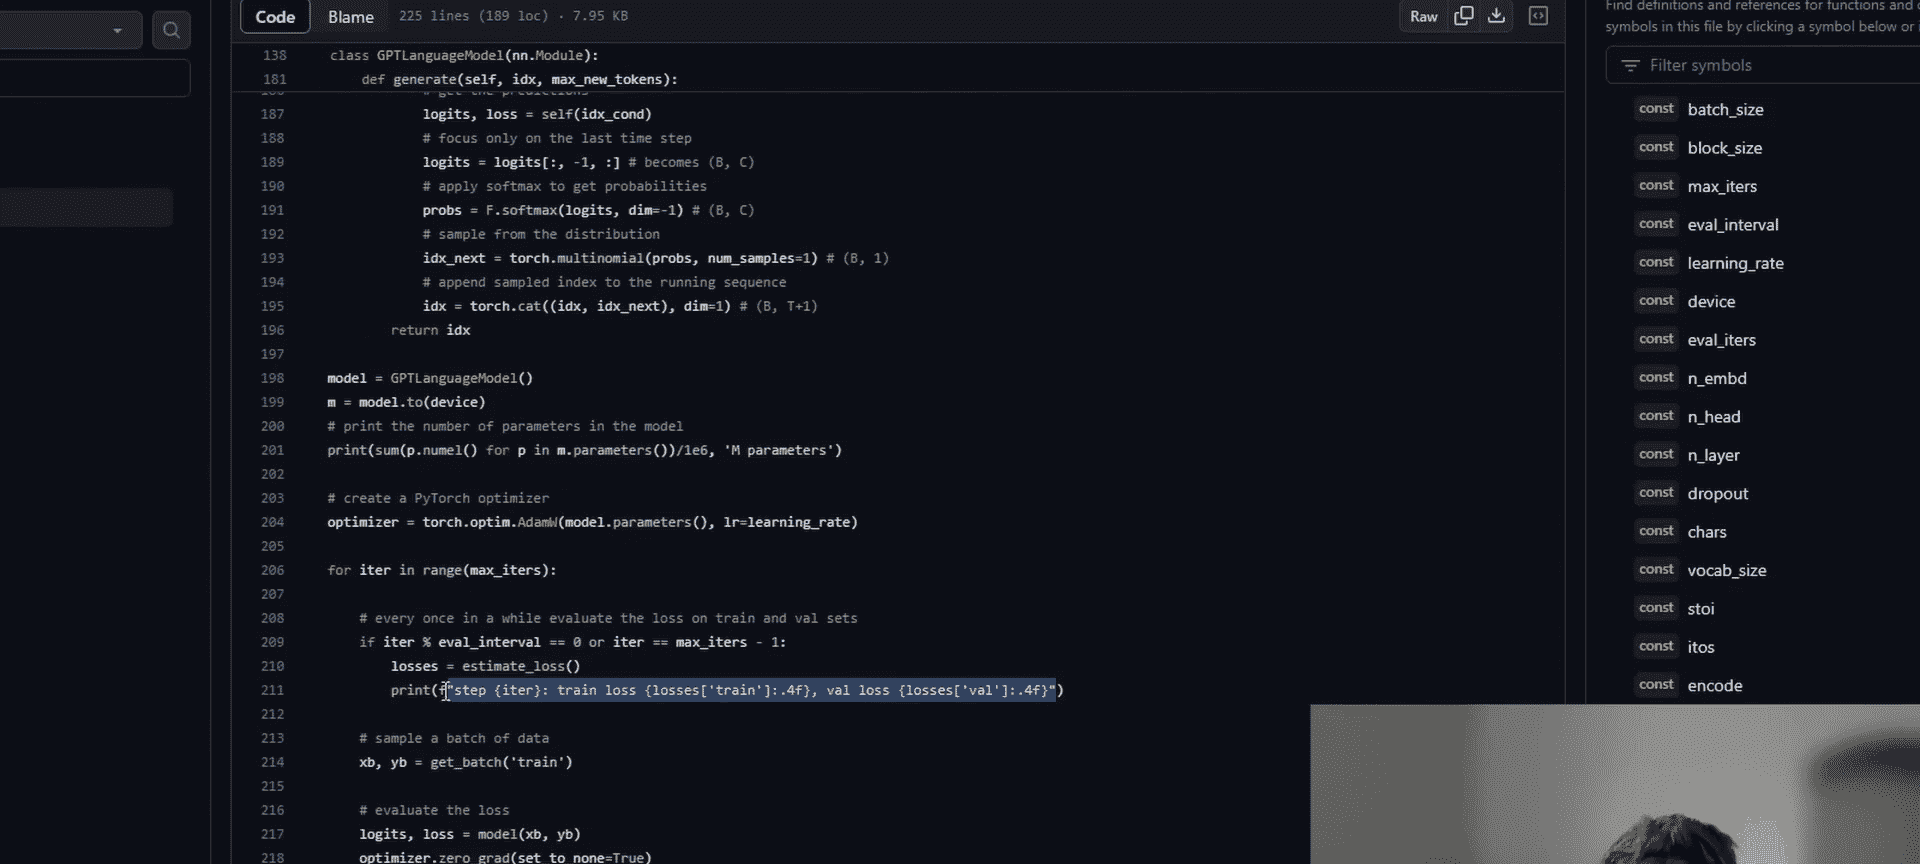 Code Blame 225 lines (189 loc) · 7.95 KB Raw
138 class GPTLanguageModel(nn.Module):
181 def generate(self, idx, max_new_tokens):
# get the predictions
187 logits, loss = self(idx_cond)
188 # focus only on the last time step
189 logits = logits[:, -1, :] # becomes (B, C)
190 # apply softmax to get probabilities
191 probs = F.softmax(logits, dim=-1) # (B, C)
192 # sample from the distribution
193 idx_next = torch.multinomial(probs, num_samples=1) # (B, 1)
194 # append sampled index to the running sequence
195 idx = torch.cat((idx, idx_next), dim=1) # (B, T+1)
196 return idx
197
198 model = GPTLanguageModel()
199 m = model.to(device)
200 # print the number of parameters in the model
201 print(sum(p.numel() for p in m.parameters())/1e6, 'M parameters')
202
203 # create a PyTorch optimizer
204 optimizer = torch.optim.AdamW(model.parameters(), lr=learning_rate)
205
206 for iter in range(max_iters):
207
208 # every once in a while evaluate the loss on train and val sets
209 if iter % eval_interval == 0 or iter == max_iters - 1:
210 losses = estimate_loss()
211 print(f"step {iter}: train loss {losses['train']:.4f}, val loss {losses['val']:.4f}")
212
213 # sample a batch of data
214 xb, yb = get_batch('train')
215
216 # evaluate the loss
217 logits, loss = model(xb, yb)
218 optimizer.zero_grad(set_to_none=True)
Find definitions and references for functions and
symbols in this file by clicking a symbol below or
Filter symbols
const batch_size
const block_size
const max_iters
const eval_interval
const learning_rate
const device
const eval_iters
const n_embd
const n_head
const n_layer
const dropout
const chars
const vocab_size
const stoi
const itos
const encode